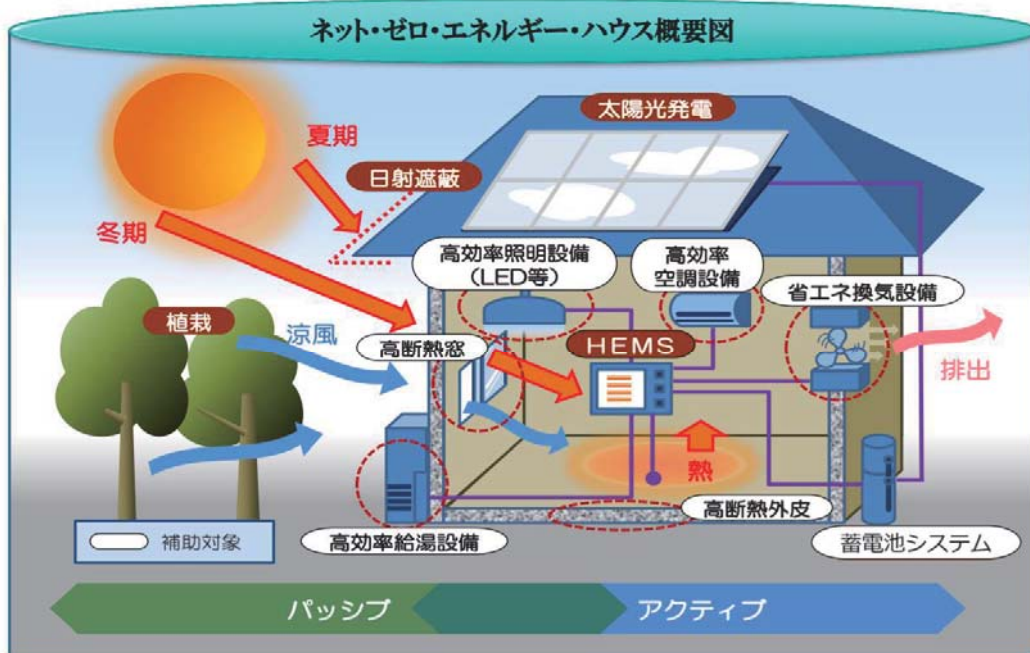 ネット・ゼロ・エネルギー・ハウス概要図
太陽光発電
夏期
日射遮蔽
冬期
高効率照明設備
(LED等)
高効率
空調設備
省エネ換気設備
植栽
涼風
高断熱窓
HEMS
排出
熱
高断熱外皮
補助対象
高効率給湯設備
蓄電池システム
パッシブ
アクティブ